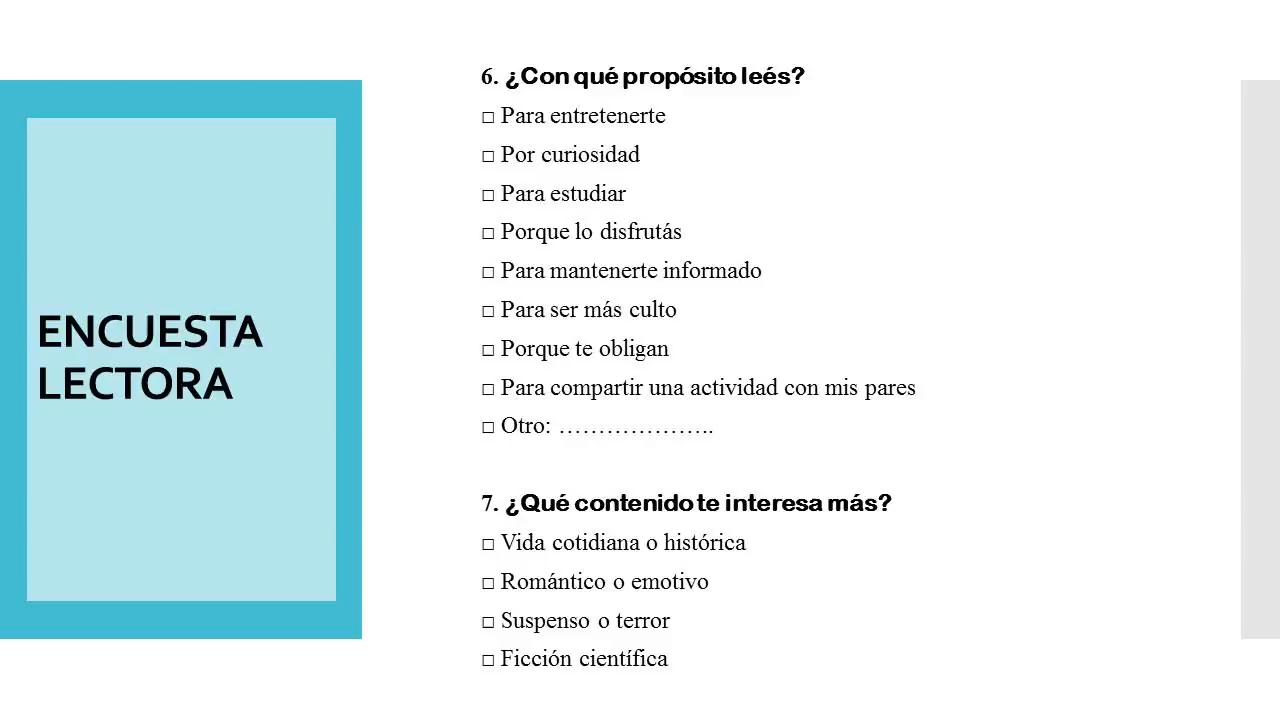 ENCUESTA
LECTORA
6. ¿Con qué propósito leés?
□ Para entretenerte
□ Por curiosidad
□ Para estudiar
□ Porque lo disfrutás
□ Para mantenerte informado
□ Para ser más culto
□ Porque te obligan
□ Para compartir una actividad con mis pares
□ Otro: ………………..
7. ¿Qué contenido te interesa más?
□ Vida cotidiana o histórica
□ Romántico o emotivo
□ Suspenso o terror
□ Ficción científica